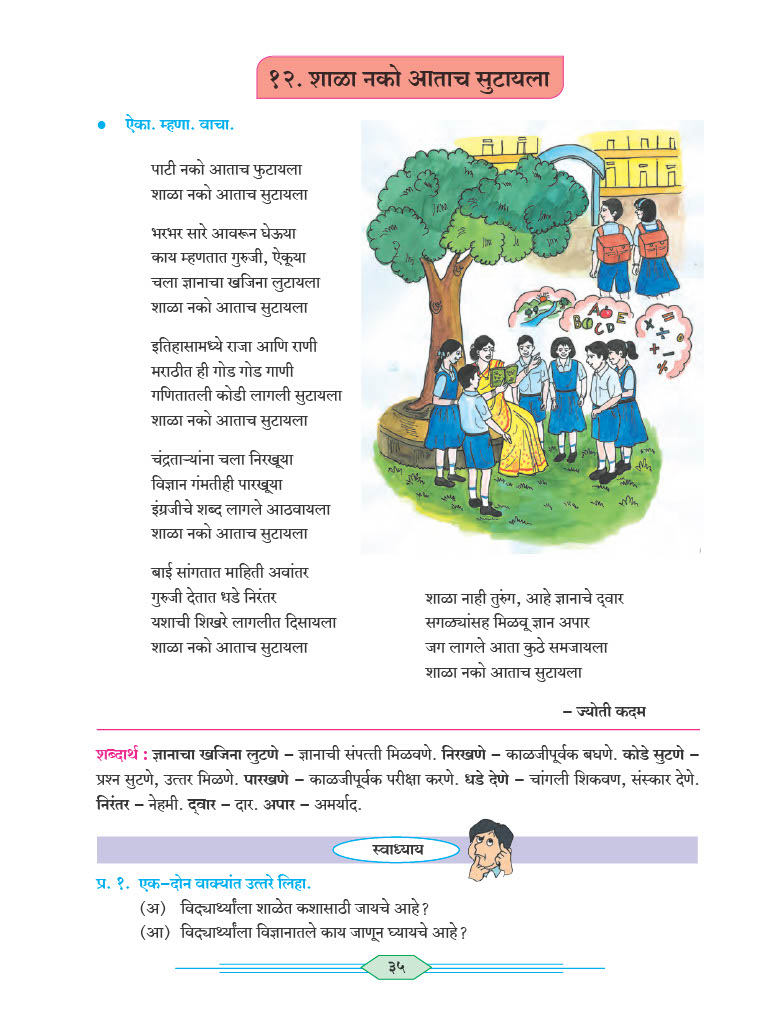 १२. शाळा नको आताच सुटायला
● ऐका. म्हणा. वाचा.
पाटी नको आताच फुटायला
शाळा नको आताच सुटायला
भरभर सारे आवरून घेऊया
काय म्हणतात गुरुजी, ऐकूया
चला ज्ञानाचा खजिना लुटायला
शाळा नको आताच सुटायला
इतिहासामध्ये राजा आणि राणी
मराठीत ही गोड गोड गाणी
गणितातली कोडी लागली सुटायला
शाळा नको आताच सुटायला
चंद्रताऱ्यांना चला निरखूया
विज्ञान गंमतीही पारखूया
इंग्रजीचे शब्द लागले आठवायला
शाळा नको आताच सुटायला
बाई सांगतात माहिती अवांतर
गुरुजी देतात धडे निरंतर
यशाची शिखरे लागलीत दिसायला
शाळा नको आताच सुटायला
A E
B C D
× = ÷ + − %
शाळा नाही तुरुंग, आहे ज्ञानाचे द्‌वार
सगळ्यांसह मिळवू ज्ञान अपार
जग लागले आता कुठे समजायला
शाळा नको आताच सुटायला
– ज्योती कदम
शब्दार्थ : ज्ञानाचा खजिना लुटणे – ज्ञानाची संपत्ती मिळवणे. निरखणे – काळजीपूर्वक बघणे. कोडे सुटणे –
प्रश्न सुटणे, उत्तर मिळणे. पारखणे – काळजीपूर्वक परीक्षा करणे. धडे देणे – चांगली शिकवण, संस्कार देणे.
निरंतर – नेहमी. द्‌वार – दार. अपार – अमर्याद.
स्वाध्याय
प्र. १. एक-दोन वाक्यांत उत्तरे लिहा.
(अ) विद्यार्थ्यांला शाळेत कशासाठी जायचे आहे?
(आ) विद्यार्थ्यांला विज्ञानातले काय जाणून घ्यायचे आहे?
३५